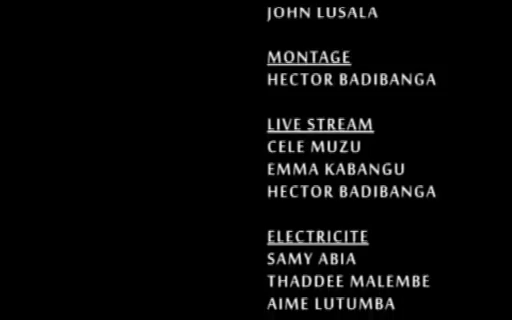 JOHN LUSALA
MONTAGE
HECTOR BADIBANGA
LIVE STREAM
CELE MUZU
EMMA KABANGU
HECTOR BADIBANGA
ELECTRICITE
SAMY ABIA
THADDEE MALEMBE
AIME LUTUMBA